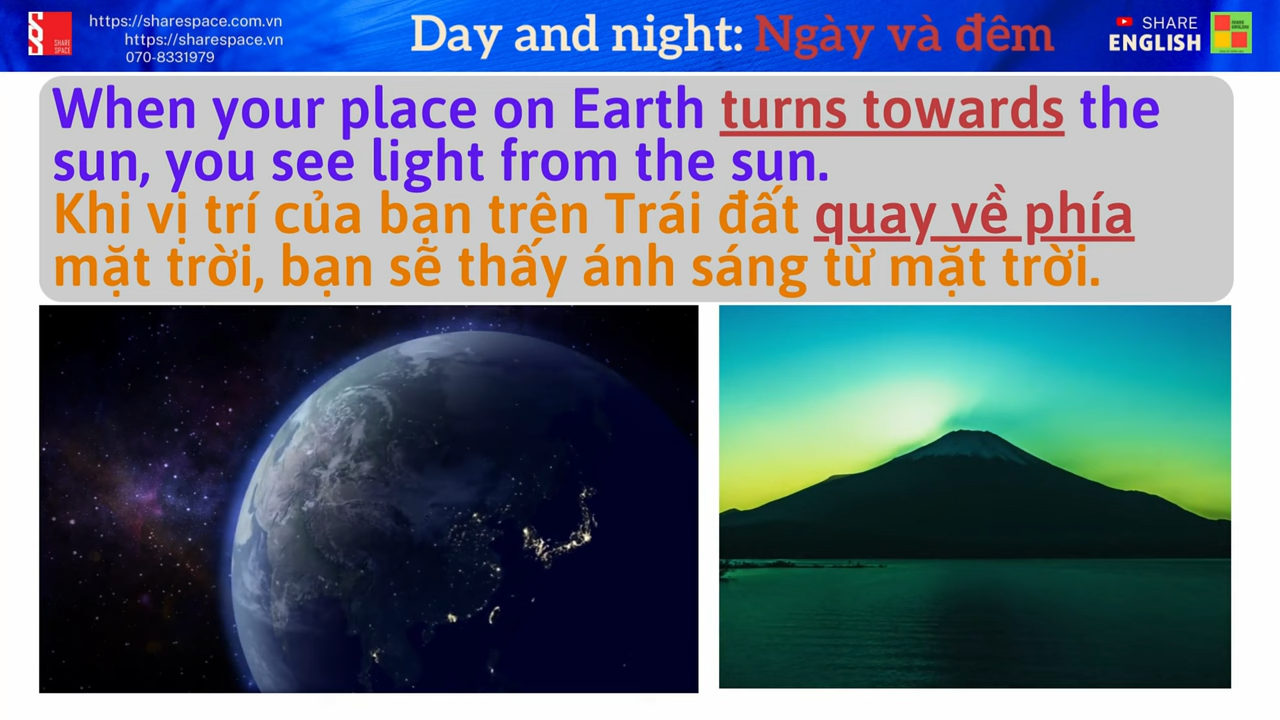 https://sharespace.com.vn
https://sharespace.vn
070-8331979
SHARE
SPACE
Day and night: Ngày và đêm
SHARE
ENGLISH
When your place on Earth turns towards the
sun, you see light from the sun.
Khi vị trí của bạn trên Trái đất quay về phía
mặt trời, bạn sẽ thấy ánh sáng từ mặt trời.